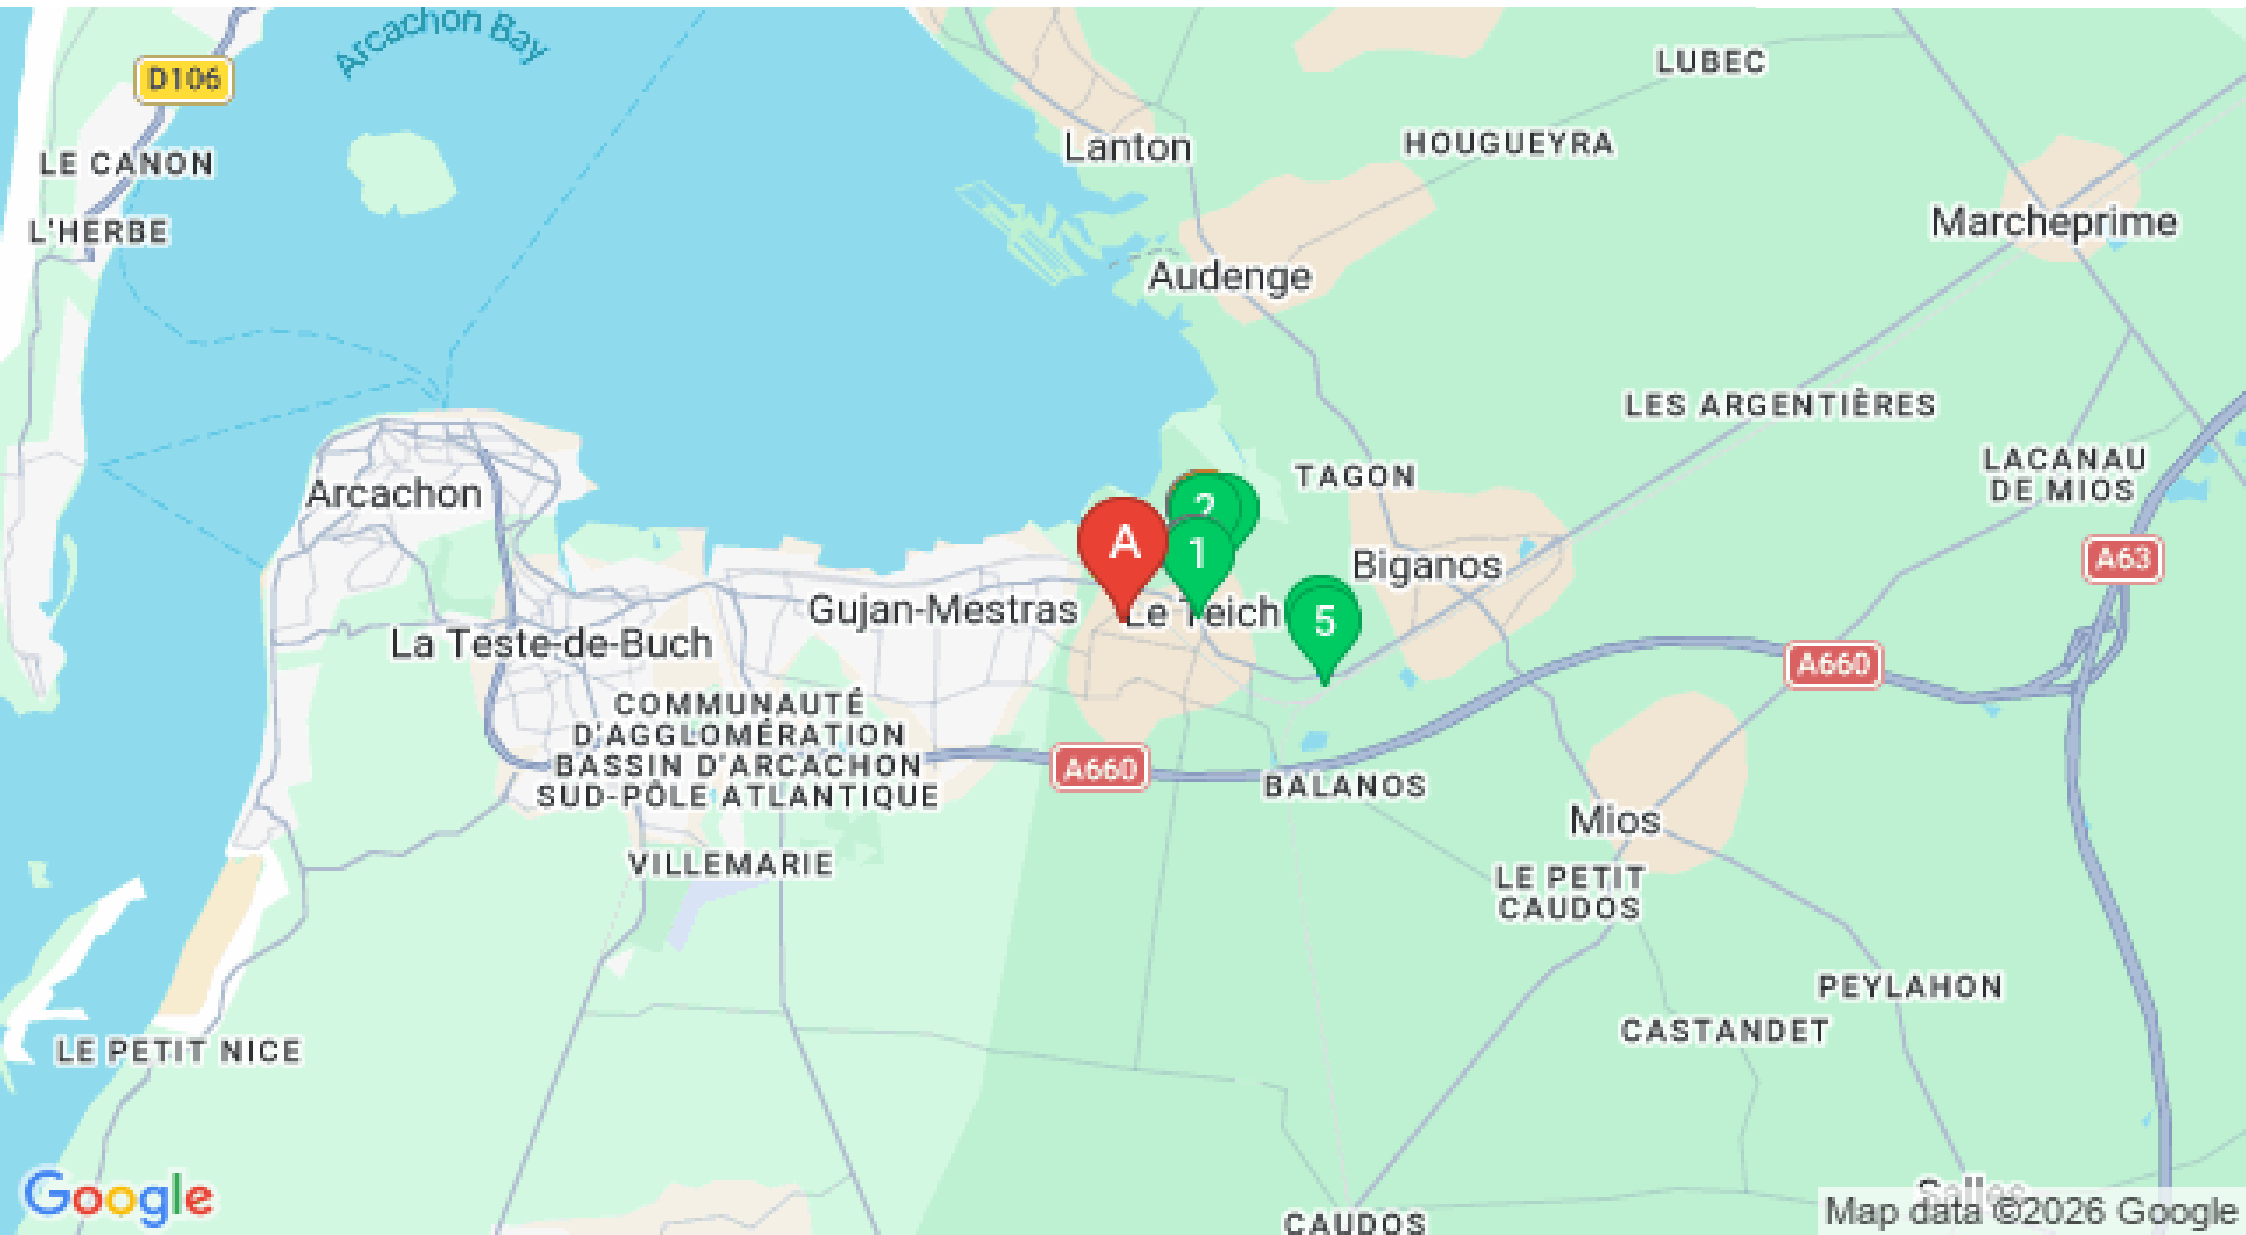 Arcachon Bay
D106
LUBEC
LE CANON
Lanton
HOUGUEYRA
L'HERBE
Marcheprime
Audenge
LES ARGENTIÈRES
Arcachon
TAGON
LACANAU
DE MIOS
2
A
1
Biganos
A63
Gujan-Mestras
Le Teich
5
La Teste-de-Buch
A660
COMMUNAUTÉ
D'AGGLOMÉRATION
BASSIN D'ARCACHON
SUD-PÔLE ATLANTIQUE
A660
BALANOS
Mios
VILLEMARIE
LE PETIT
CAUDOS
PEYLAHON
CASTANDET
LE PETIT NICE
Google
Salles
CAUDOS
Map data ©2026 Google